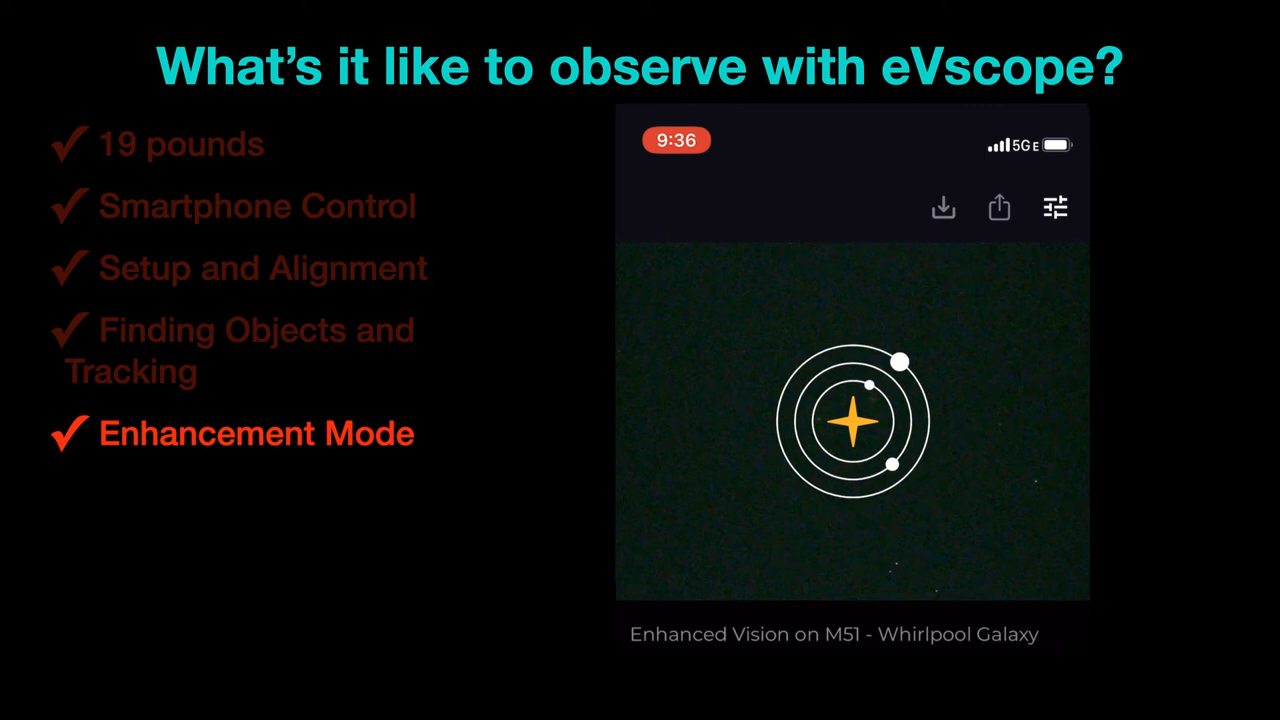 What's it like to observe with eVscope?
✓ 19 pounds
✓ Smartphone Control
✓ Setup and Alignment
✓ Finding Objects and
Tracking
✓ Enhancement Mode
9:36
5G E
Enhanced Vision on M51 - Whirlpool Galaxy